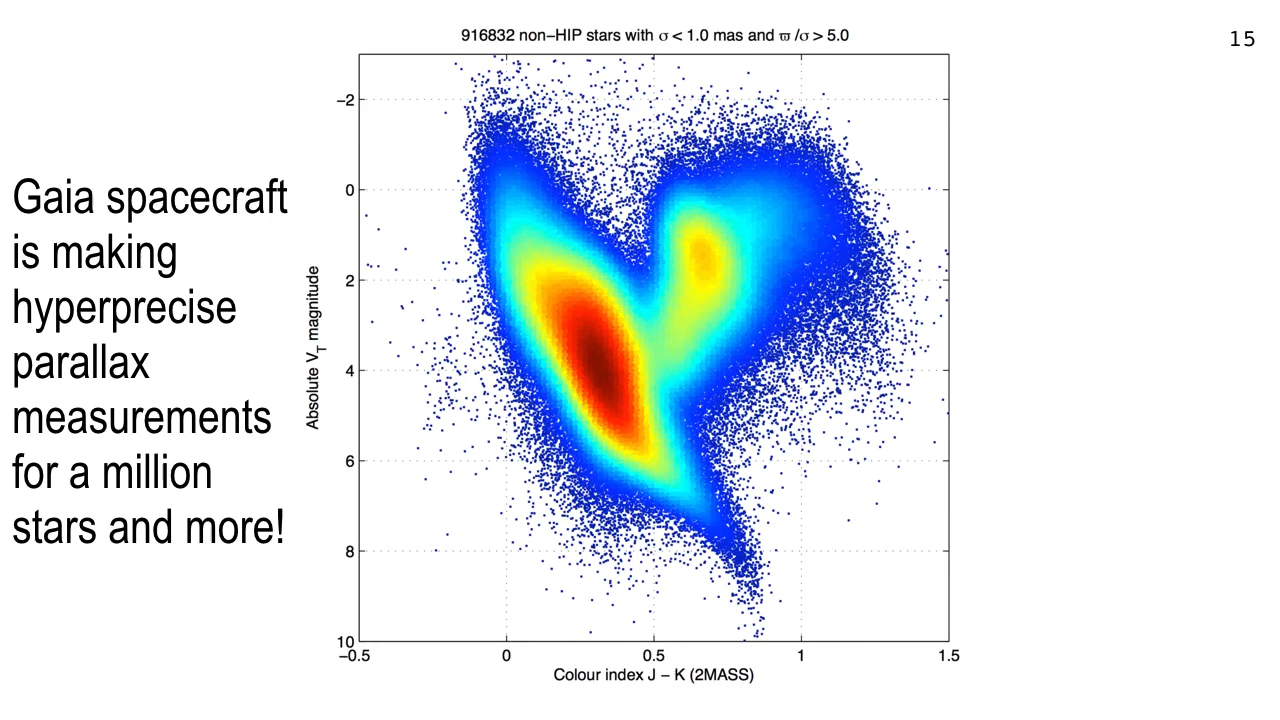 916832 non−HIP stars with σ < 1.0 mas and ϖ /σ > 5.0
15
Gaia spacecraft
is making
hyperprecise
parallax
measurements
for a million
stars and more!
Absolute V_T magnitude
−2
0
2
4
6
8
10
−0.5 0 0.5 1 1.5
Colour index J − K (2MASS)